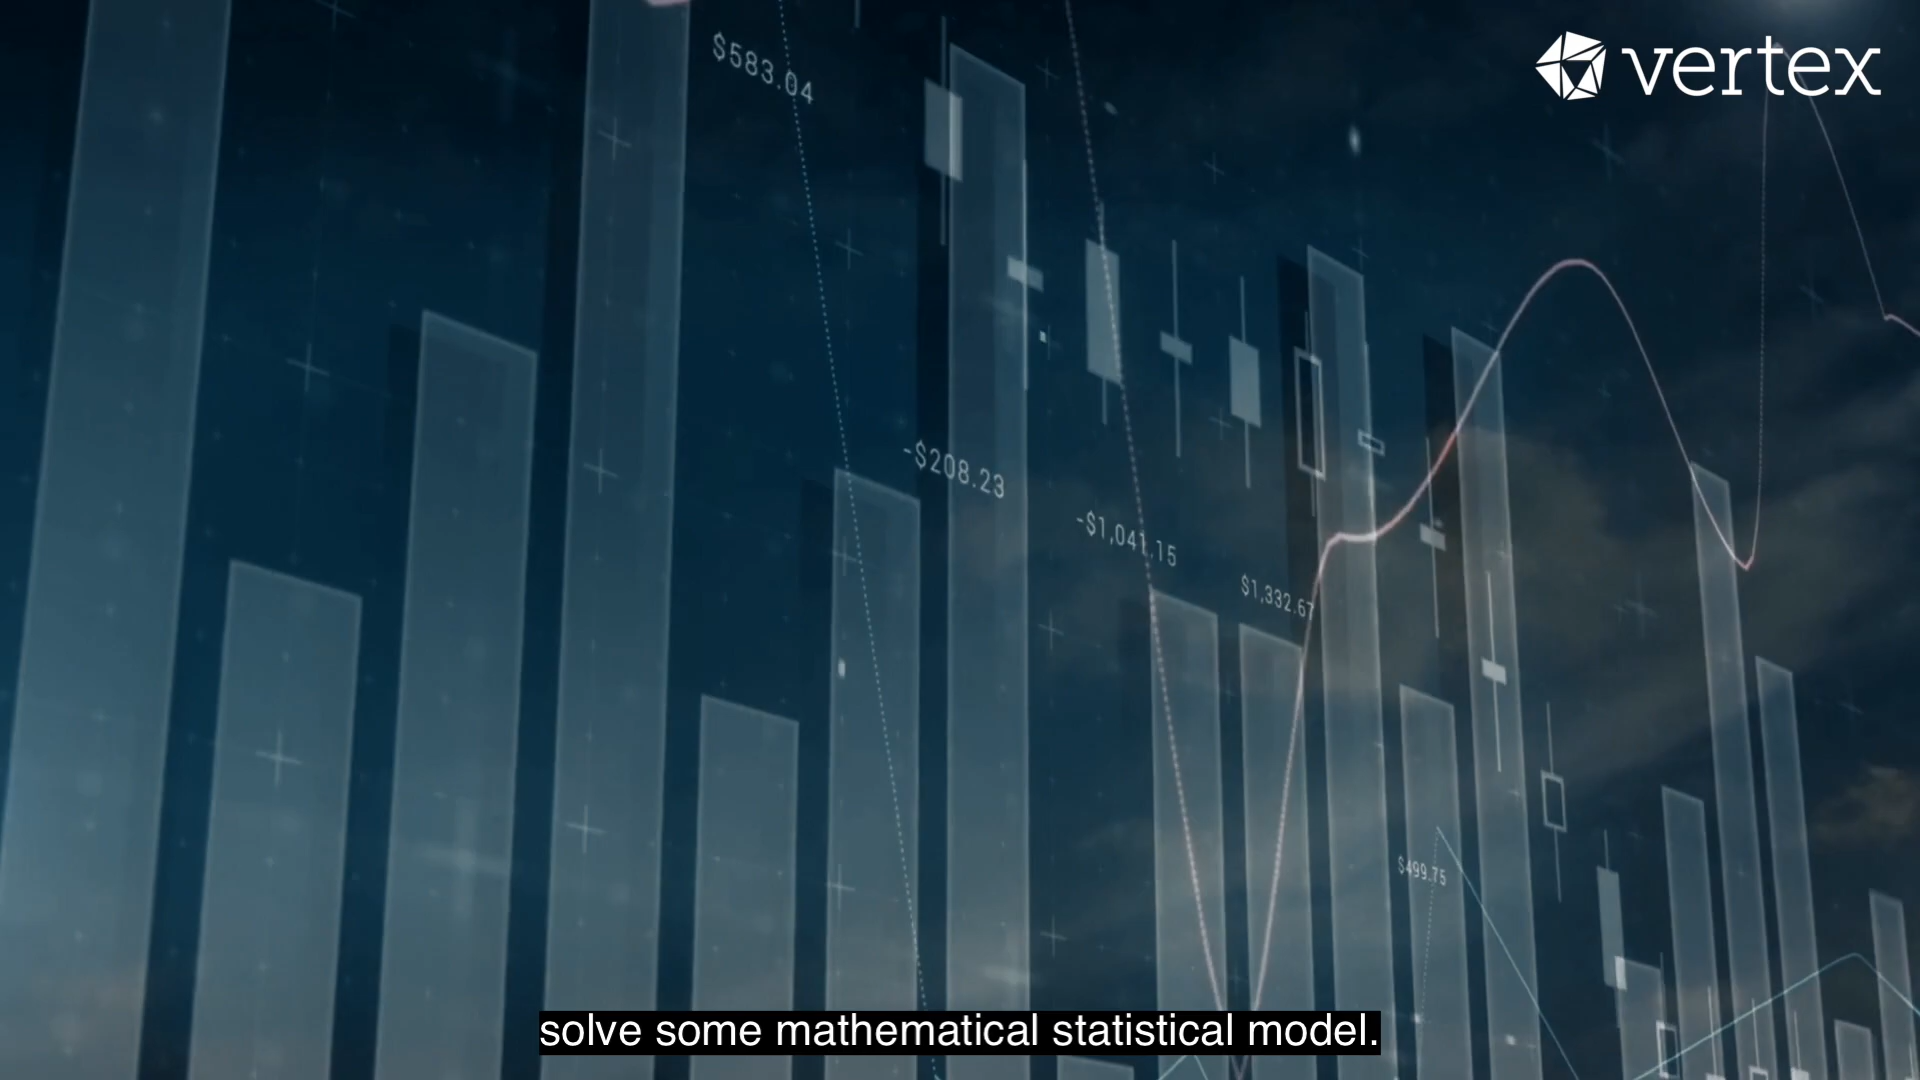 vertex
$583.04
-$208.23
-$1,041.15
$1,332.67
$499.75
solve some mathematical statistical model.